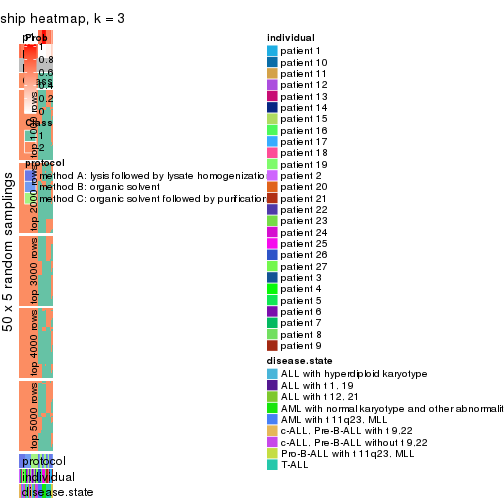 ship heatmap, k = 3
Prob
1
0.8
0.6
0.4
0.2
0
Class
1
2
protocol
method A: lysis followed by lysate homogenizatio
method B: organic solvent
method C: organic solvent followed by purification
50 x 5 random samplings
top 1000 rows
top 2000 rows
top 3000 rows
top 4000 rows
top 5000 rows
protocol
individual
disease.state
individual
patient 1
patient 10
patient 11
patient 12
patient 13
patient 14
patient 15
patient 16
patient 17
patient 18
patient 19
patient 2
patient 20
patient 21
patient 22
patient 23
patient 24
patient 25
patient 26
patient 27
patient 3
patient 4
patient 5
patient 6
patient 7
patient 8
patient 9
disease.state
ALL with hyperdiploid karyotype
ALL with t1. 19
ALL with t12. 21
AML with normal karyotype and other abnormalit
AML with t11q23. MLL
c-ALL. Pre-B-ALL with t9.22
c-ALL. Pre-B-ALL without t9.22
Pro-B-ALL with t11q23. MLL
T-ALL